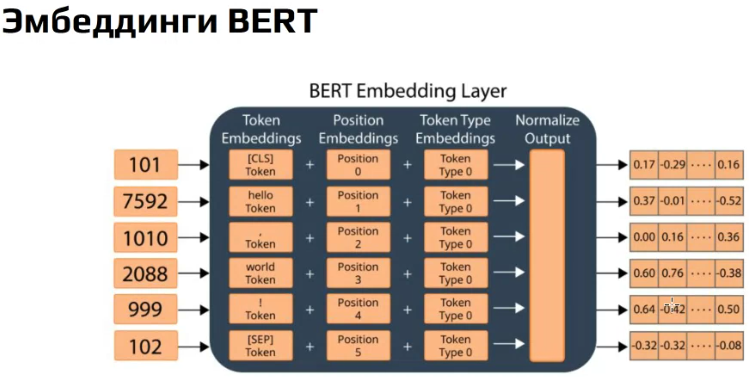 Эмбеддинги BERT
BERT Embedding Layer
Token Embeddings
Position Embeddings
Token Type Embeddings
Normalize Output
101 [CLS] Token + Position 0 + Token Type 0 0.17 -0.29 ···· 0.16
7592 hello Token + Position 1 + Token Type 0 0.37 -0.01 ···· -0.52
1010 , Token + Position 2 + Token Type 0 0.00 0.16 ···· 0.36
2088 world Token + Position 3 + Token Type 0 0.60 0.76 ···· -0.38
999 ! Token + Position 4 + Token Type 0 0.64 -0.42 ···· 0.50
102 [SEP] Token + Position 5 + Token Type 0 -0.32 -0.32 ···· -0.08